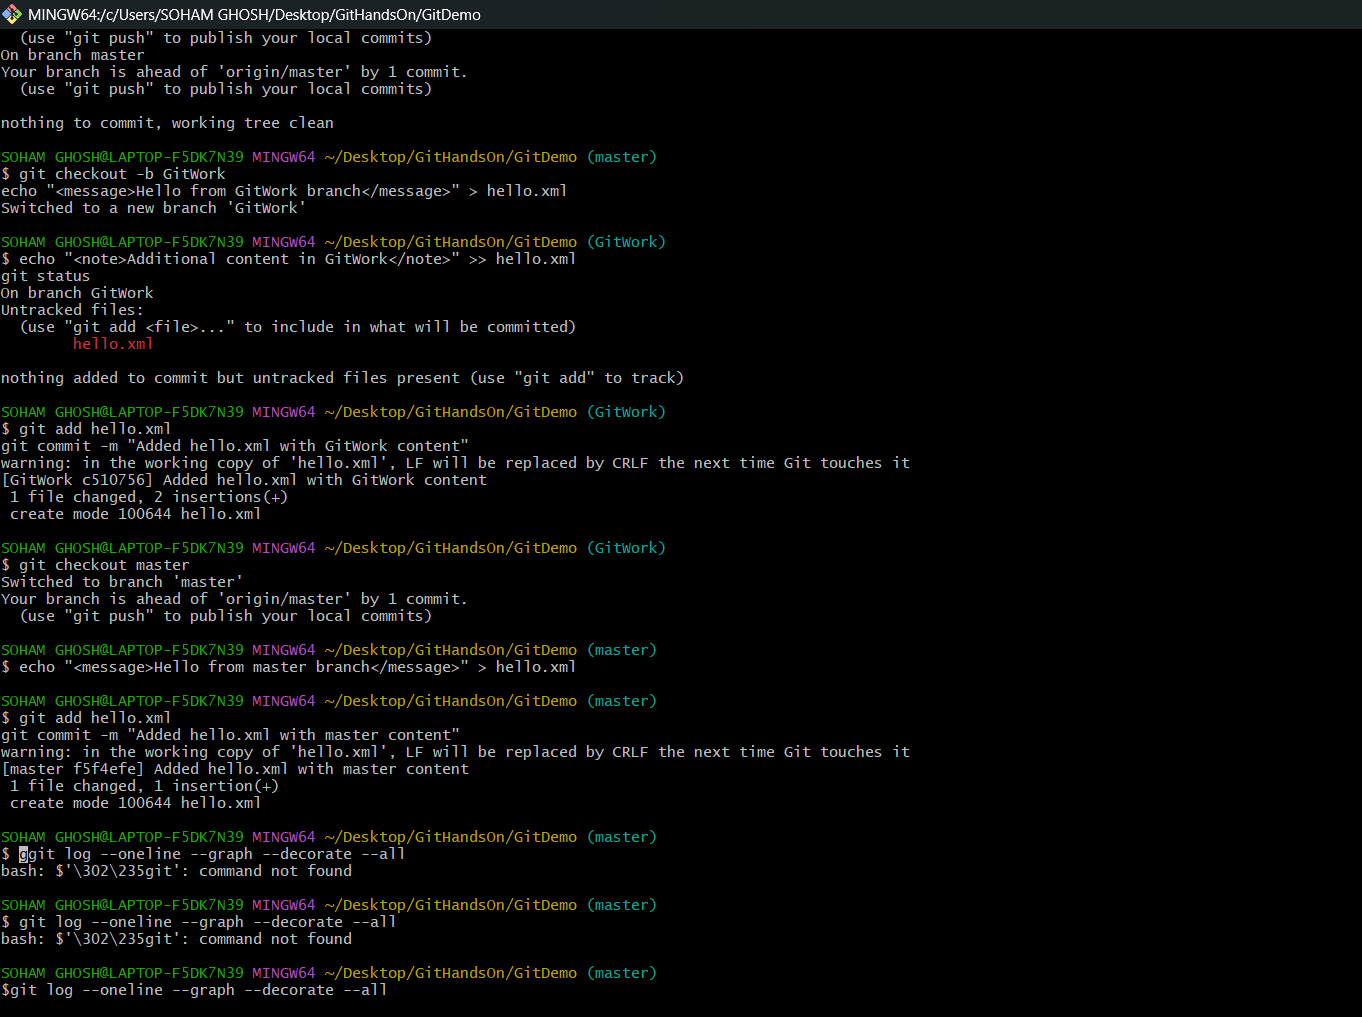 MINGW64:/c/Users/SOHAM GHOSH/Desktop/GitHandsOn/GitDemo
(use "git push" to publish your local commits)
On branch master
Your branch is ahead of 'origin/master' by 1 commit.
(use "git push" to publish your local commits)
nothing to commit, working tree clean
SOHAM GHOSH@LAPTOP-F5DK7N39 MINGW64 ~/Desktop/GitHandsOn/GitDemo (master)
$ git checkout -b GitWork
echo "<message>Hello from GitWork branch</message>" > hello.xml
Switched to a new branch 'GitWork'
SOHAM GHOSH@LAPTOP-F5DK7N39 MINGW64 ~/Desktop/GitHandsOn/GitDemo (GitWork)
$ echo "<note>Additional content in GitWork</note>" >> hello.xml
git status
On branch GitWork
Untracked files:
(use "git add <file>..." to include in what will be committed)
hello.xml
nothing added to commit but untracked files present (use "git add" to track)
SOHAM GHOSH@LAPTOP-F5DK7N39 MINGW64 ~/Desktop/GitHandsOn/GitDemo (GitWork)
$ git add hello.xml
git commit -m "Added hello.xml with GitWork content"
warning: in the working copy of 'hello.xml', LF will be replaced by CRLF the next time Git touches it
[GitWork c510756] Added hello.xml with GitWork content
1 file changed, 2 insertions(+)
create mode 100644 hello.xml
SOHAM GHOSH@LAPTOP-F5DK7N39 MINGW64 ~/Desktop/GitHandsOn/GitDemo (GitWork)
$ git checkout master
Switched to branch 'master'
Your branch is ahead of 'origin/master' by 1 commit.
(use "git push" to publish your local commits)
SOHAM GHOSH@LAPTOP-F5DK7N39 MINGW64 ~/Desktop/GitHandsOn/GitDemo (master)
$ echo "<message>Hello from master branch</message>" > hello.xml
SOHAM GHOSH@LAPTOP-F5DK7N39 MINGW64 ~/Desktop/GitHandsOn/GitDemo (master)
$ git add hello.xml
git commit -m "Added hello.xml with master content"
warning: in the working copy of 'hello.xml', LF will be replaced by CRLF the next time Git touches it
[master f5f4efe] Added hello.xml with master content
1 file changed, 1 insertion(+)
create mode 100644 hello.xml
SOHAM GHOSH@LAPTOP-F5DK7N39 MINGW64 ~/Desktop/GitHandsOn/GitDemo (master)
$ ggit log --oneline --graph --decorate --all
bash: $'\302\235git': command not found
SOHAM GHOSH@LAPTOP-F5DK7N39 MINGW64 ~/Desktop/GitHandsOn/GitDemo (master)
$ git log --oneline --graph --decorate --all
bash: $'\302\235git': command not found
SOHAM GHOSH@LAPTOP-F5DK7N39 MINGW64 ~/Desktop/GitHandsOn/GitDemo (master)
$git log --oneline --graph --decorate --all